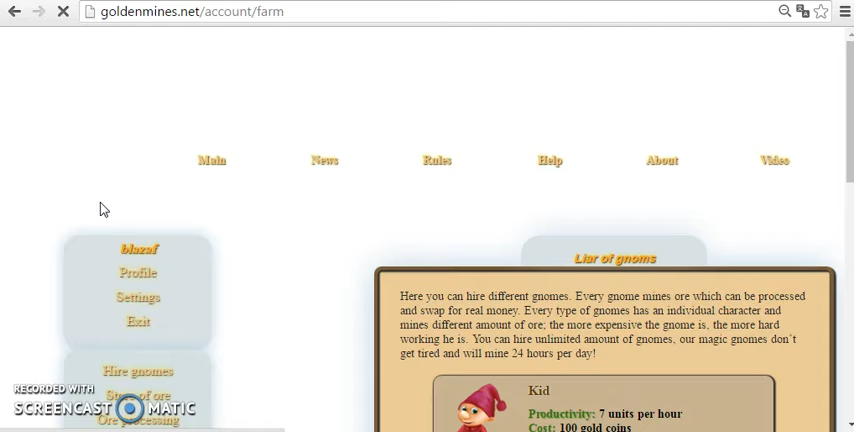 goldenmines.net/account/farm
Main News Rules Help About Video
blazaf
Profile
Settings
Exit
Hire gnomes
Ore processing
Liar of gnoms
Here you can hire different gnomes. Every gnome mines ore which can be processed
and swap for real money. Every type of gnomes has an individual character and
mines different amount of ore; the more expensive the gnome is, the more hard
working he is. You can hire unlimited amount of gnomes, our magic gnomes don`t
get tired and will mine 24 hours per day!
Kid
Productivity: 7 units per hour
Cost: 100 gold coins
RECORDED WITH
SCREENCAST MATIC